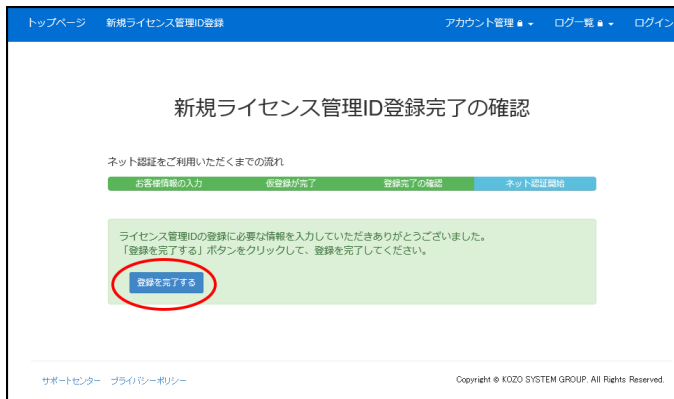 トップページ 新規ライセンス管理ID登録 アカウント管理 ログ一覧 ログイン
新規ライセンス管理ID登録完了の確認
ネット認証をご利用いただくまでの流れ
お客様情報の入力 仮登録が完了 登録完了の確認 ネット認証開始
ライセンス管理IDの登録に必要な情報を入力していただきありがとうございました。
「登録を完了する」ボタンをクリックして、登録を完了してください。
登録を完了する
サポートセンター プライバシーポリシー Copyright © KOZO SYSTEM GROUP. All Rights Reserved.